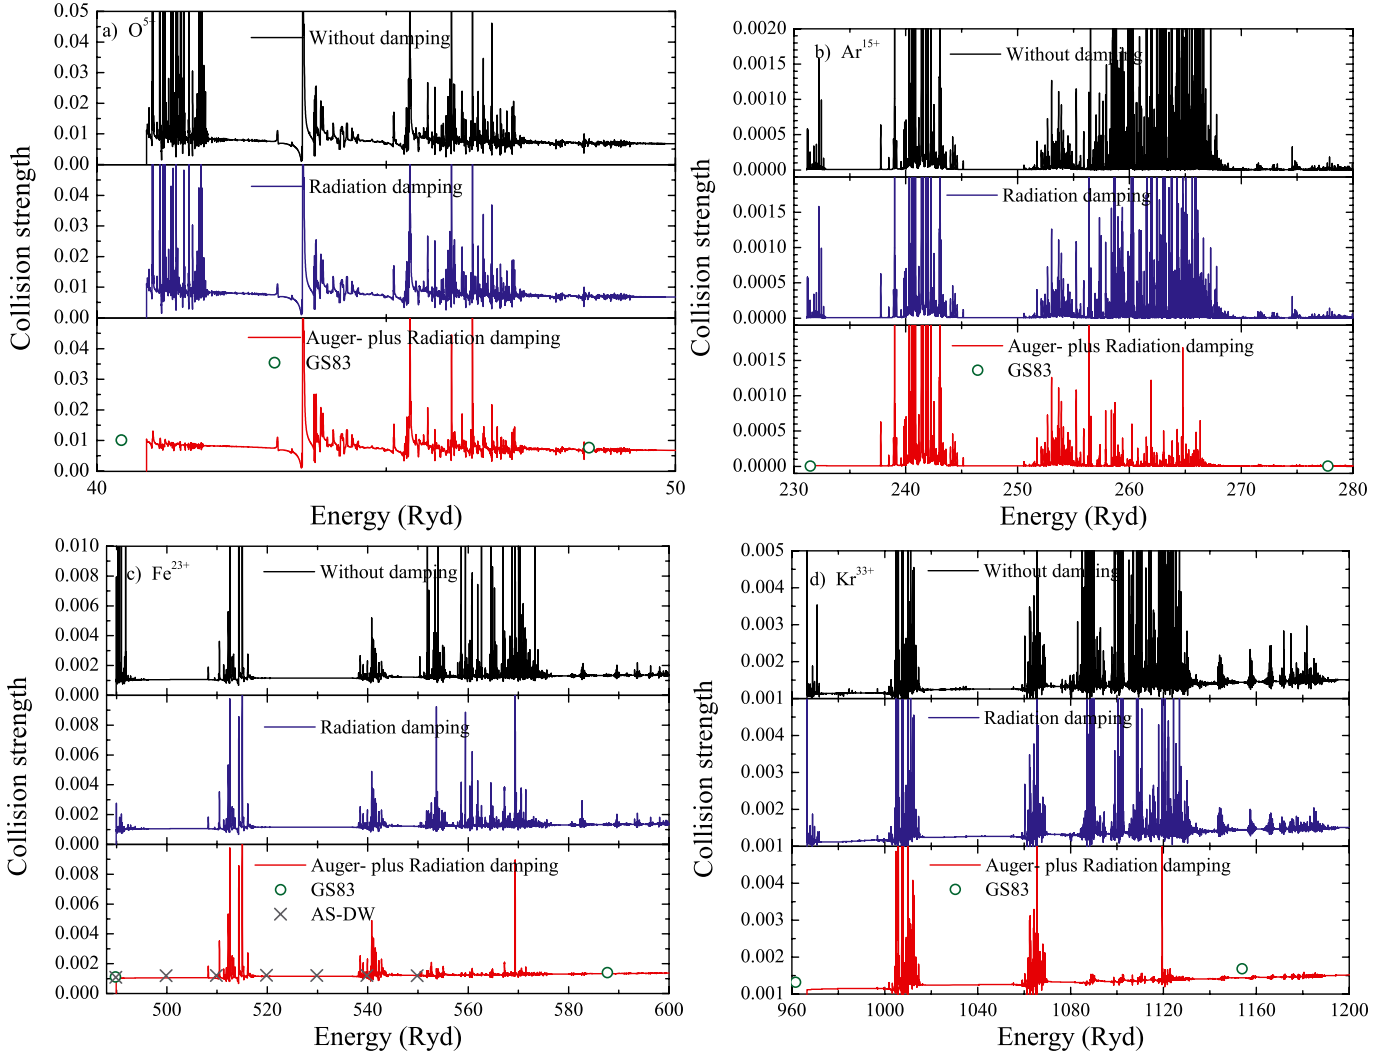 a) O5+
Without damping
0.05
0.04
0.03
0.02
0.01
0.00
Radiation damping
0.04
0.03
0.02
0.01
0.00
Auger- plus Radiation damping
GS83
0.04
0.03
0.02
0.01
0.00
40
50
Collision strength
Energy (Ryd)
b) Ar15+
Without damping
0.0020
0.0015
0.0010
0.0005
0.0000
Radiation damping
0.0015
0.0010
0.0005
0.0000
Auger- plus Radiation damping
GS83
0.0015
0.0010
0.0005
0.0000
230
240
250
260
270
280
Collision strength
Energy (Ryd)
c) Fe23+
Without damping
0.010
0.008
0.006
0.004
0.002
0.000
Radiation damping
0.008
0.006
0.004
0.002
0.000
Auger- plus Radiation damping
GS83
AS-DW
0.008
0.006
0.004
0.002
0.000
500
520
540
560
580
600
Collision strength
Energy (Ryd)
d) Kr33+
Without damping
0.005
0.004
0.003
0.002
0.001
Radiation damping
0.004
0.003
0.002
0.001
Auger- plus Radiation damping
GS83
0.004
0.003
0.002
0.001
960
1000
1040
1080
1120
1160
1200
Collision strength
Energy (Ryd)